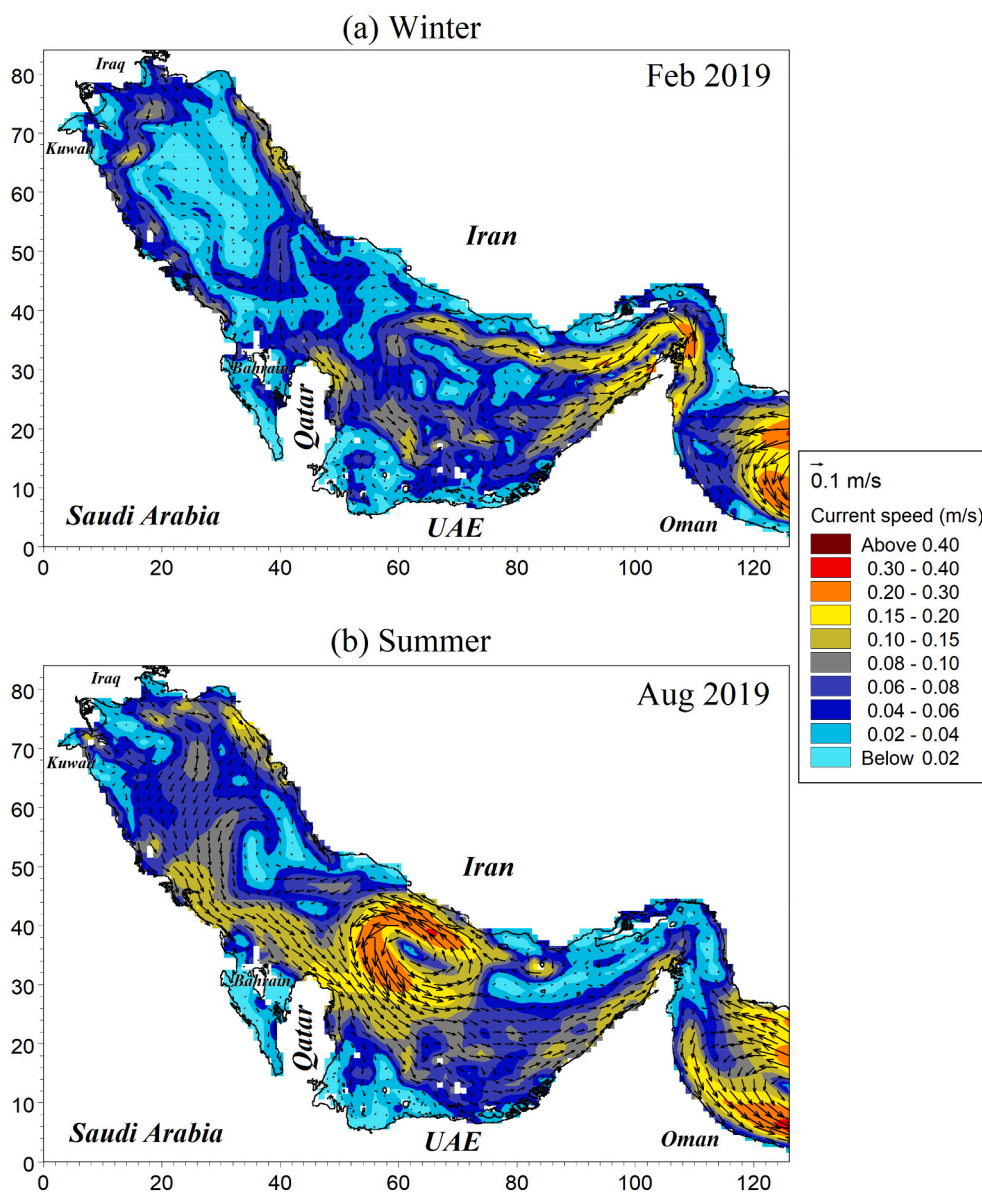 (a) Winter
Feb 2019
Iraq
Kuwait
Iran
Bahrain
Qatar
Saudi Arabia
UAE
Oman
80
70
60
50
40
30
20
10
0
0 20 40 60 80 100 120
0.1 m/s
Current speed (m/s)
Above 0.40
0.30 - 0.40
0.20 - 0.30
0.15 - 0.20
0.10 - 0.15
0.08 - 0.10
0.06 - 0.08
0.04 - 0.06
0.02 - 0.04
Below 0.02
(b) Summer
Aug 2019
Iraq
Kuwait
Iran
Bahrain
Qatar
Saudi Arabia
UAE
Oman
80
70
60
50
40
30
20
10
0
0 20 40 60 80 100 120